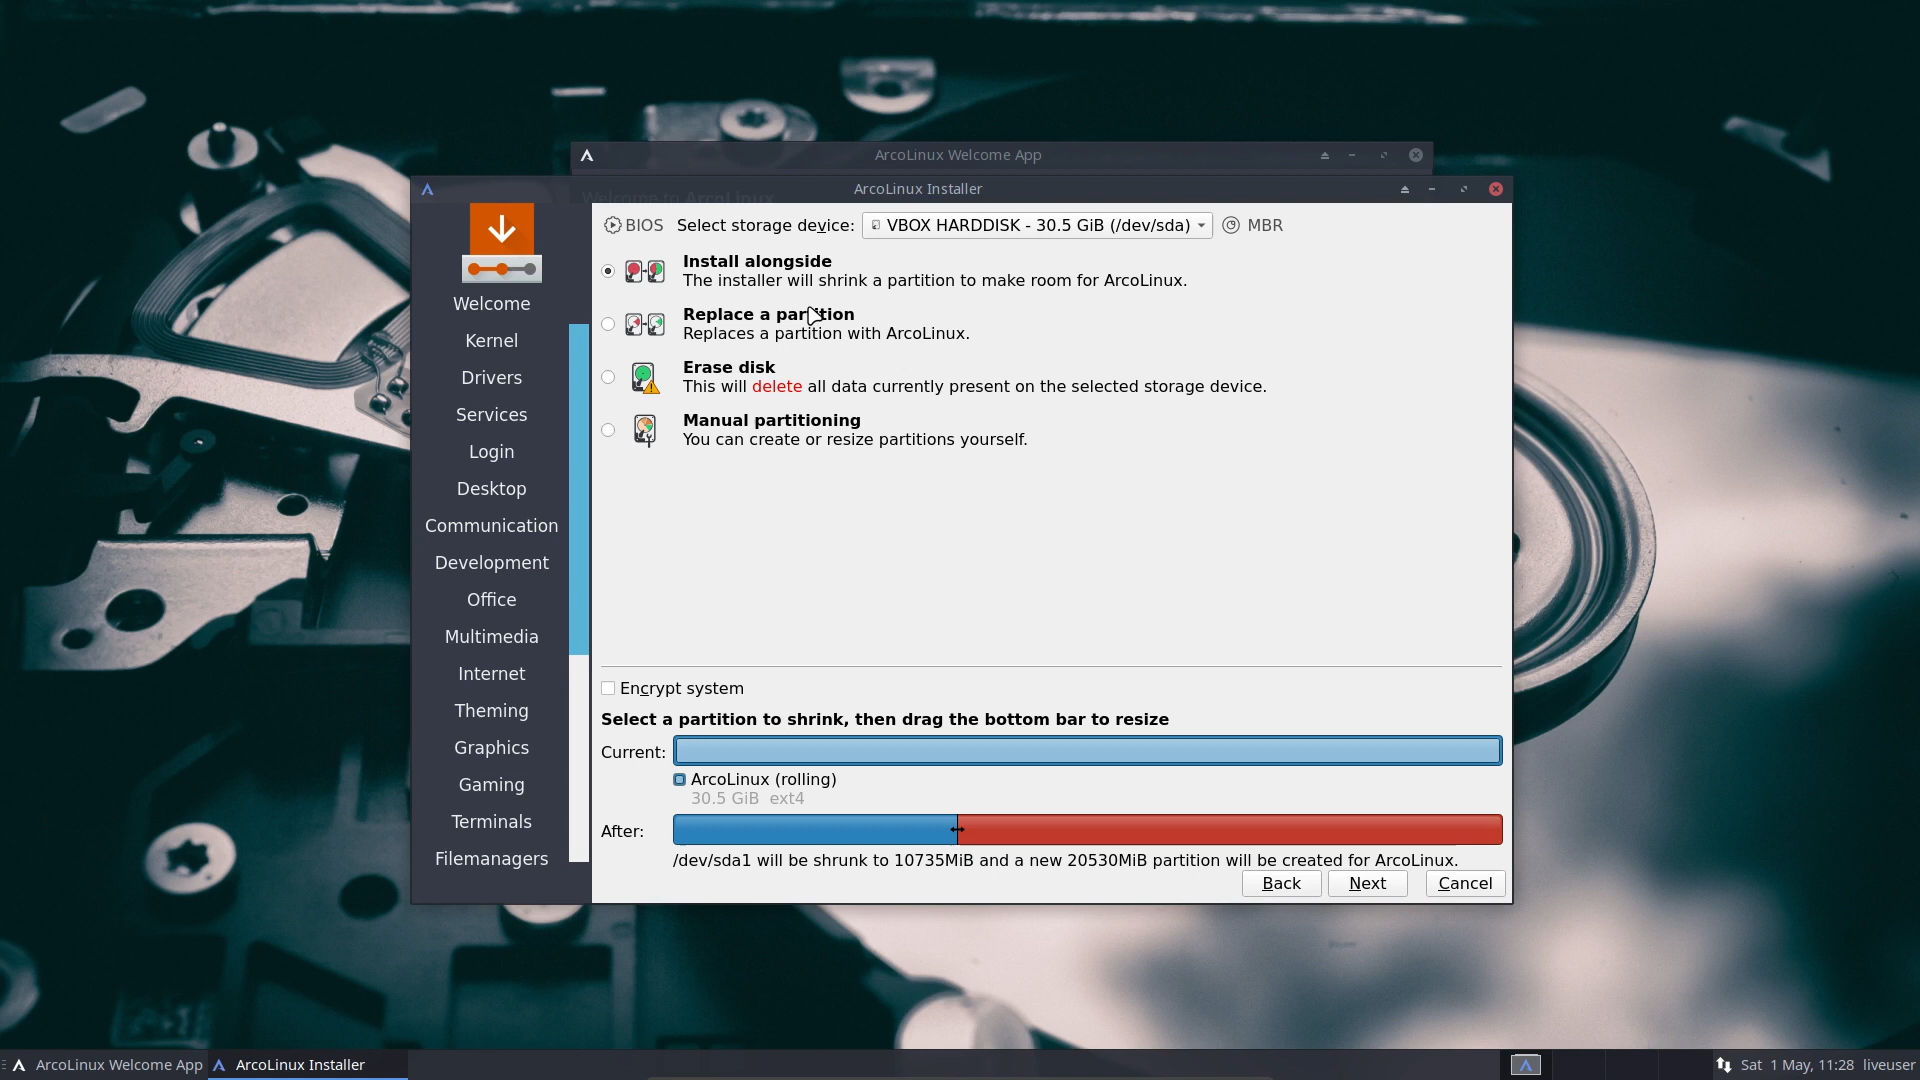 ArcoLinux Welcome App
Welcome to ArcoLinux
ArcoLinux Installer
BIOS Select storage device: VBOX HARDDISK - 30.5 GiB (/dev/sda) MBR
Install alongside
The installer will shrink a partition to make room for ArcoLinux.
Replace a partition
Replaces a partition with ArcoLinux.
Erase disk
This will delete all data currently present on the selected storage device.
Manual partitioning
You can create or resize partitions yourself.
Welcome
Kernel
Drivers
Services
Login
Desktop
Communication
Development
Office
Multimedia
Internet
Theming
Graphics
Gaming
Terminals
Filemanagers
Encrypt system
Select a partition to shrink, then drag the bottom bar to resize
Current:
ArcoLinux (rolling)
30.5 GiB ext4
After:
/dev/sda1 will be shrunk to 10735MiB and a new 20530MiB partition will be created for ArcoLinux.
Back Next Cancel
ArcoLinux Welcome App ArcoLinux Installer Sat 1 May, 11:28 liveuser